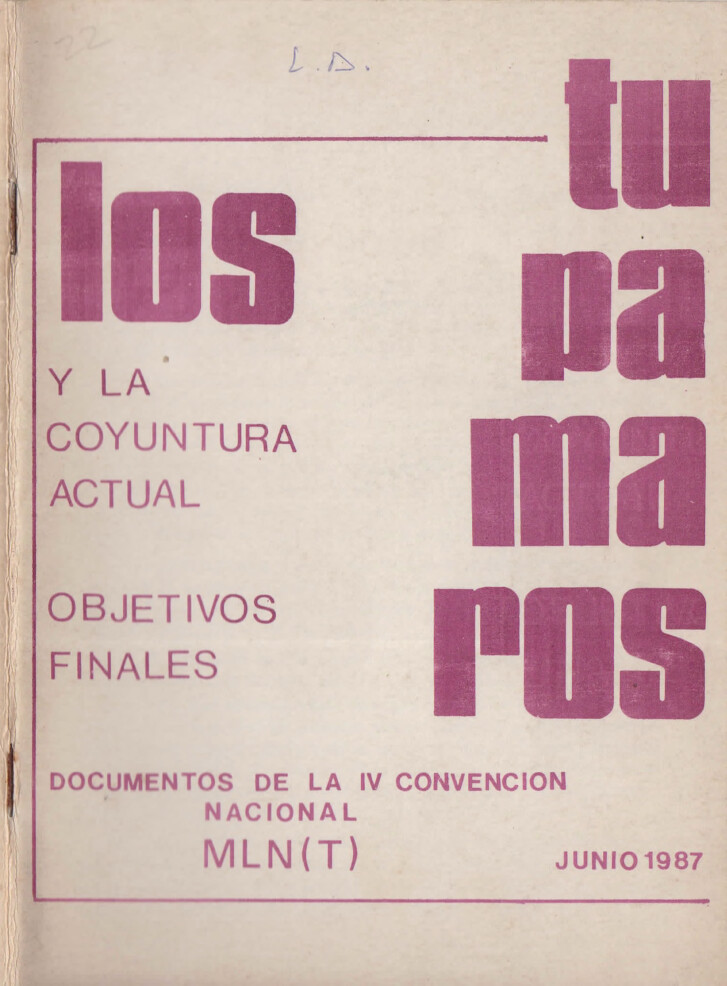 22
L.D.
los
tu
pa
ma
ros
Y LA
COYUNTURA
ACTUAL
OBJETIVOS
FINALES
DOCUMENTOS DE LA IV CONVENCION
NACIONAL
MLN(T)
JUNIO 1987